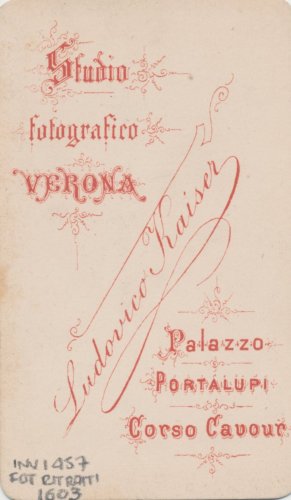 Studio
fotografico
VERONA
Ludovico Kaiser
Palazzo
PORTALUPI
Corso Cavour
INV 1457
FOT RITRATTI
1603